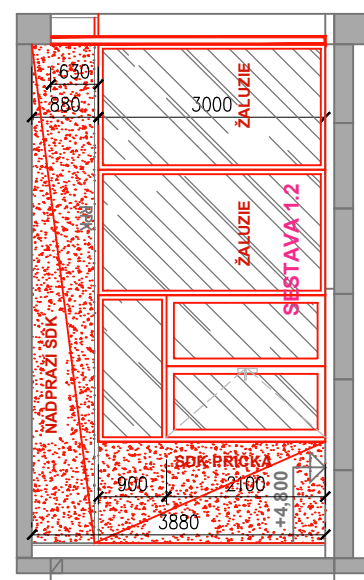 630
880
3000
ŽALUZIE
ŽALUZIE
SESTAVA 1.2
NADPRAŽÍ SDK
SDK PŘÍČKA
900
2100
3880
+4,800